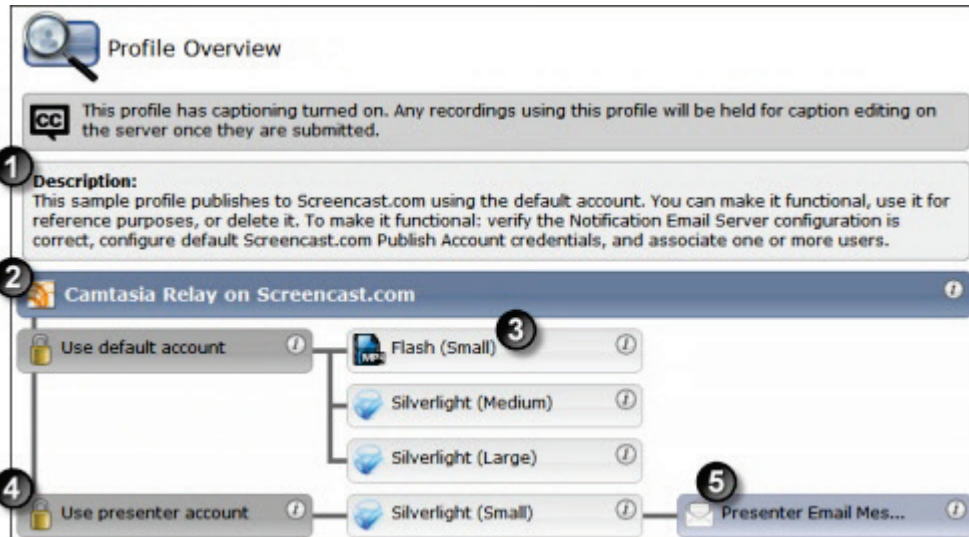 Profile Overview
CC This profile has captioning turned on. Any recordings using this profile will be held for caption editing on
the server once they are submitted.
1
Description:
This sample profile publishes to Screencast.com using the default account. You can make it functional, use it for
reference purposes, or delete it. To make it functional: verify the Notification Email Server configuration is
correct, configure default Screencast.com Publish Account credentials, and associate one or more users.
2
Camtasia Relay on Screencast.com i
3
Use default account i MP4 Flash (Small) i
Silverlight (Medium) i
Silverlight (Large) i
4 5
Use presenter account i Silverlight (Small) i Presenter Email Mes... i